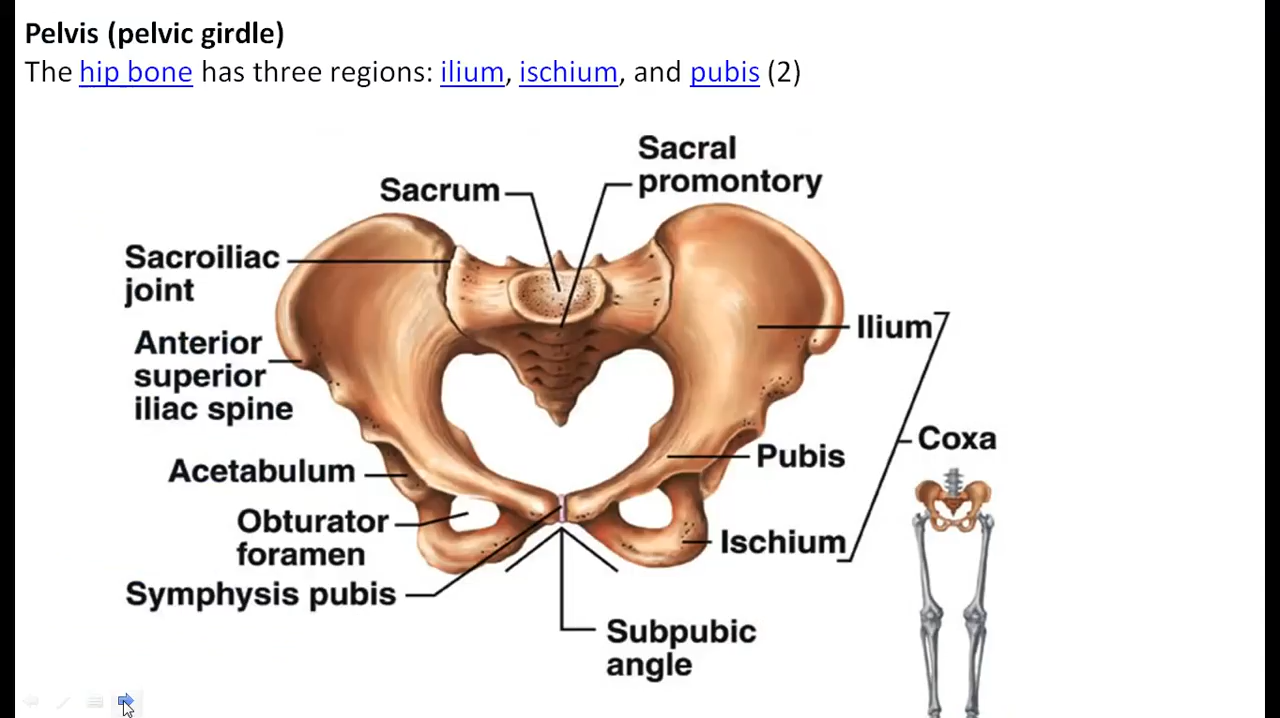 Pelvis (pelvic girdle)
The hip bone has three regions: ilium, ischium, and pubis (2)
Sacral
promontory
Sacrum
Sacroiliac
joint
Anterior
superior
iliac spine
Ilium
Coxa
Pubis
Acetabulum
Obturator
foramen
Ischium
Symphysis pubis
Subpubic
angle